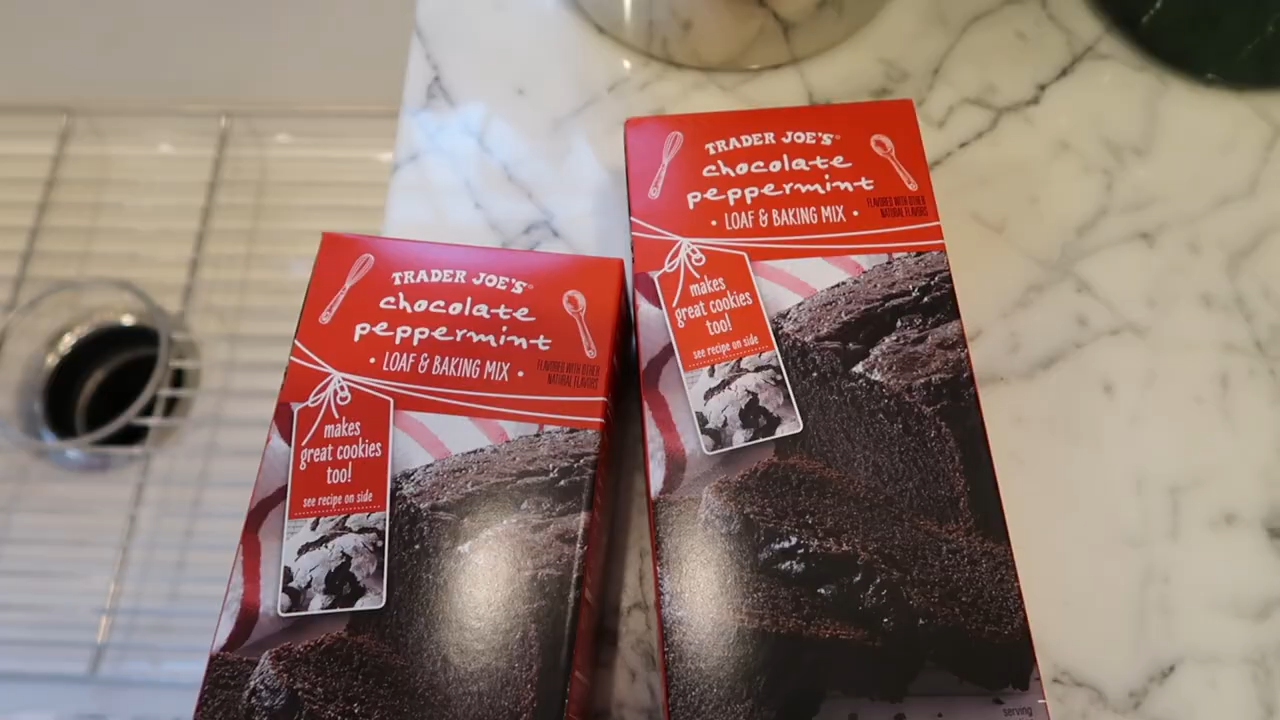 TRADER JOE'S®
chocolate
peppermint
• LOAF & BAKING MIX •
FLAVORED WITH OTHER
NATURAL FLAVORS
makes
great cookies
too!
see recipe on side
TRADER JOE'S®
chocolate
peppermint
• LOAF & BAKING MIX •
FLAVORED WITH OTHER
NATURAL FLAVORS
makes
great cookies
too!
see recipe on side
serving